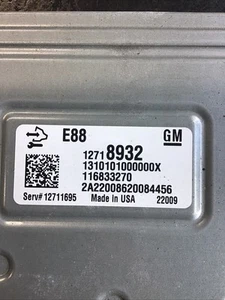 E88 GM
12718932
1310101000000X
116833270
2A22008620084456
Serv# 12711695 Made In USA 22009